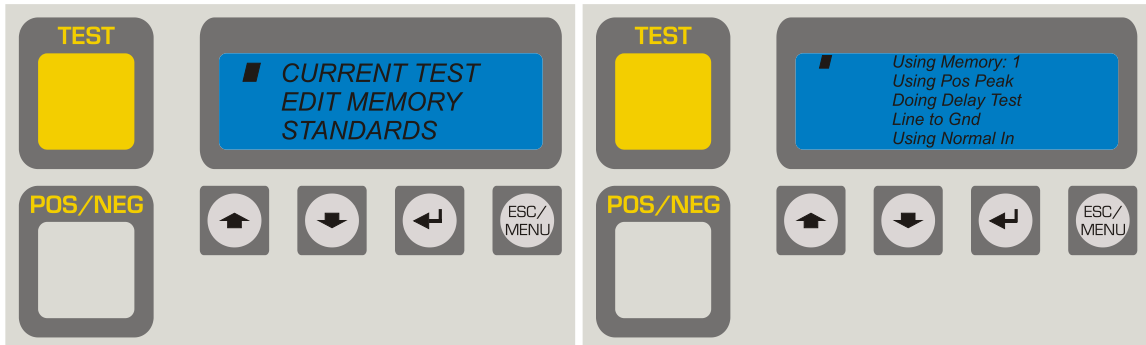 TEST
CURRENT TEST
EDIT MEMORY
STANDARDS
POS/NEG
ESC/
MENU
TEST
Using Memory: 1
Using Pos Peak
Doing Delay Test
Line to Gnd
Using Normal In
POS/NEG
ESC/
MENU